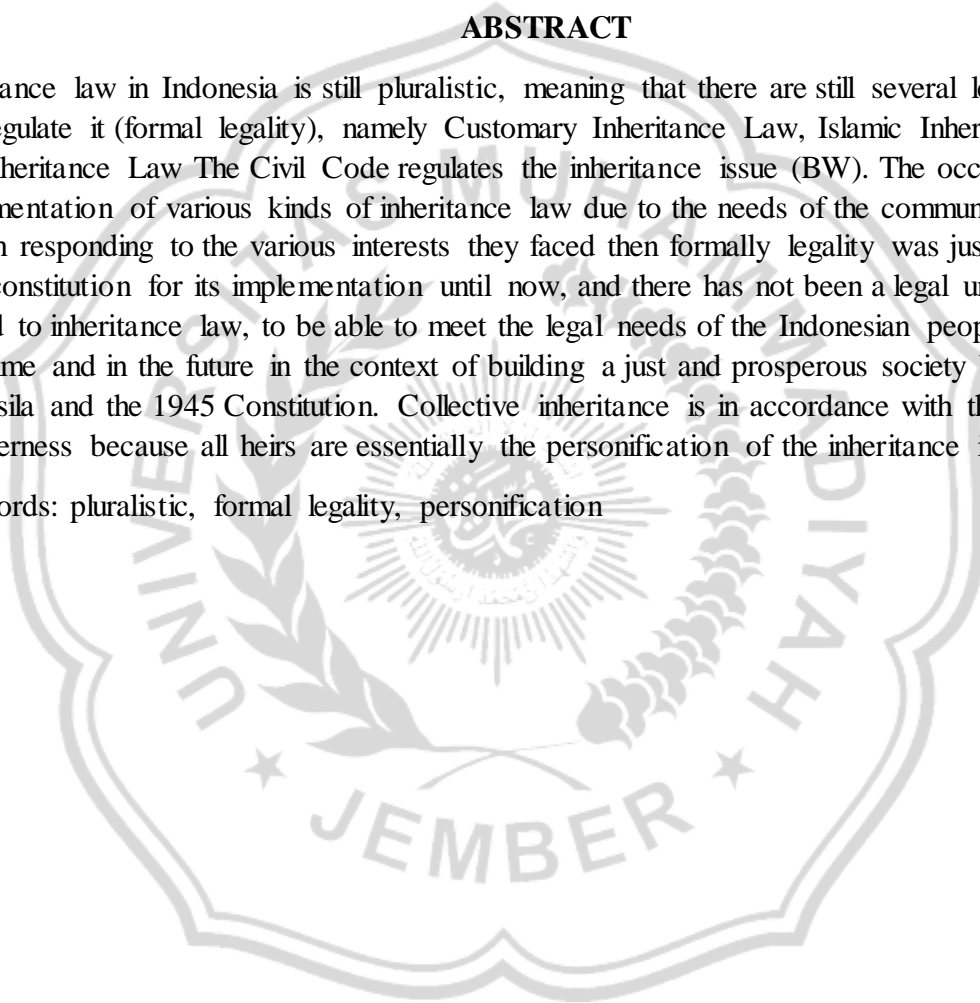 ABSTRACT
ance law in Indonesia is still pluralistic, meaning that there are still several l
egulate it (formal legality), namely Customary Inheritance Law, Islamic Inher
heritance Law The Civil Code regulates the inheritance issue (BW). The occ
mentation of various kinds of inheritance law due to the needs of the commun
n responding to the various interests they faced then formally legality was jus
constitution for its implementation until now, and there has not been a legal u
d to inheritance law, to be able to meet the legal needs of the Indonesian peop
me and in the future in the context of building a just and prosperous society
sila and the 1945 Constitution. Collective inheritance is in accordance with th
erness because all heirs are essentially the personification of the inheritance i
ords: pluralistic, formal legality, personification
UNIVERSITAS MUHAMMADIYAH
JEMBER